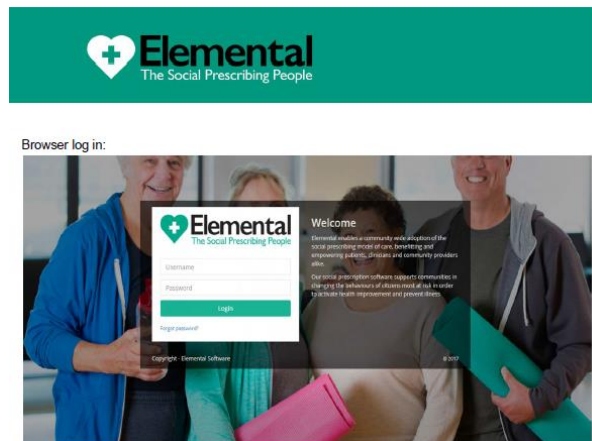 Elemental
The Social Prescribing People
Browser log in:
Elemental
The Social Prescribing People
Username
Password
Login
Forgot password?
Welcome
Elemental enables a community wide adoption of the
social prescribing model of care, benefitting and
empowering patients, clinicians and community providers
alike.
Our social prescription software supports communities in
changing the behaviours of citizens most at risk in order
to activate health improvement and prevent illness
Copyright - Elemental Software
© 2017